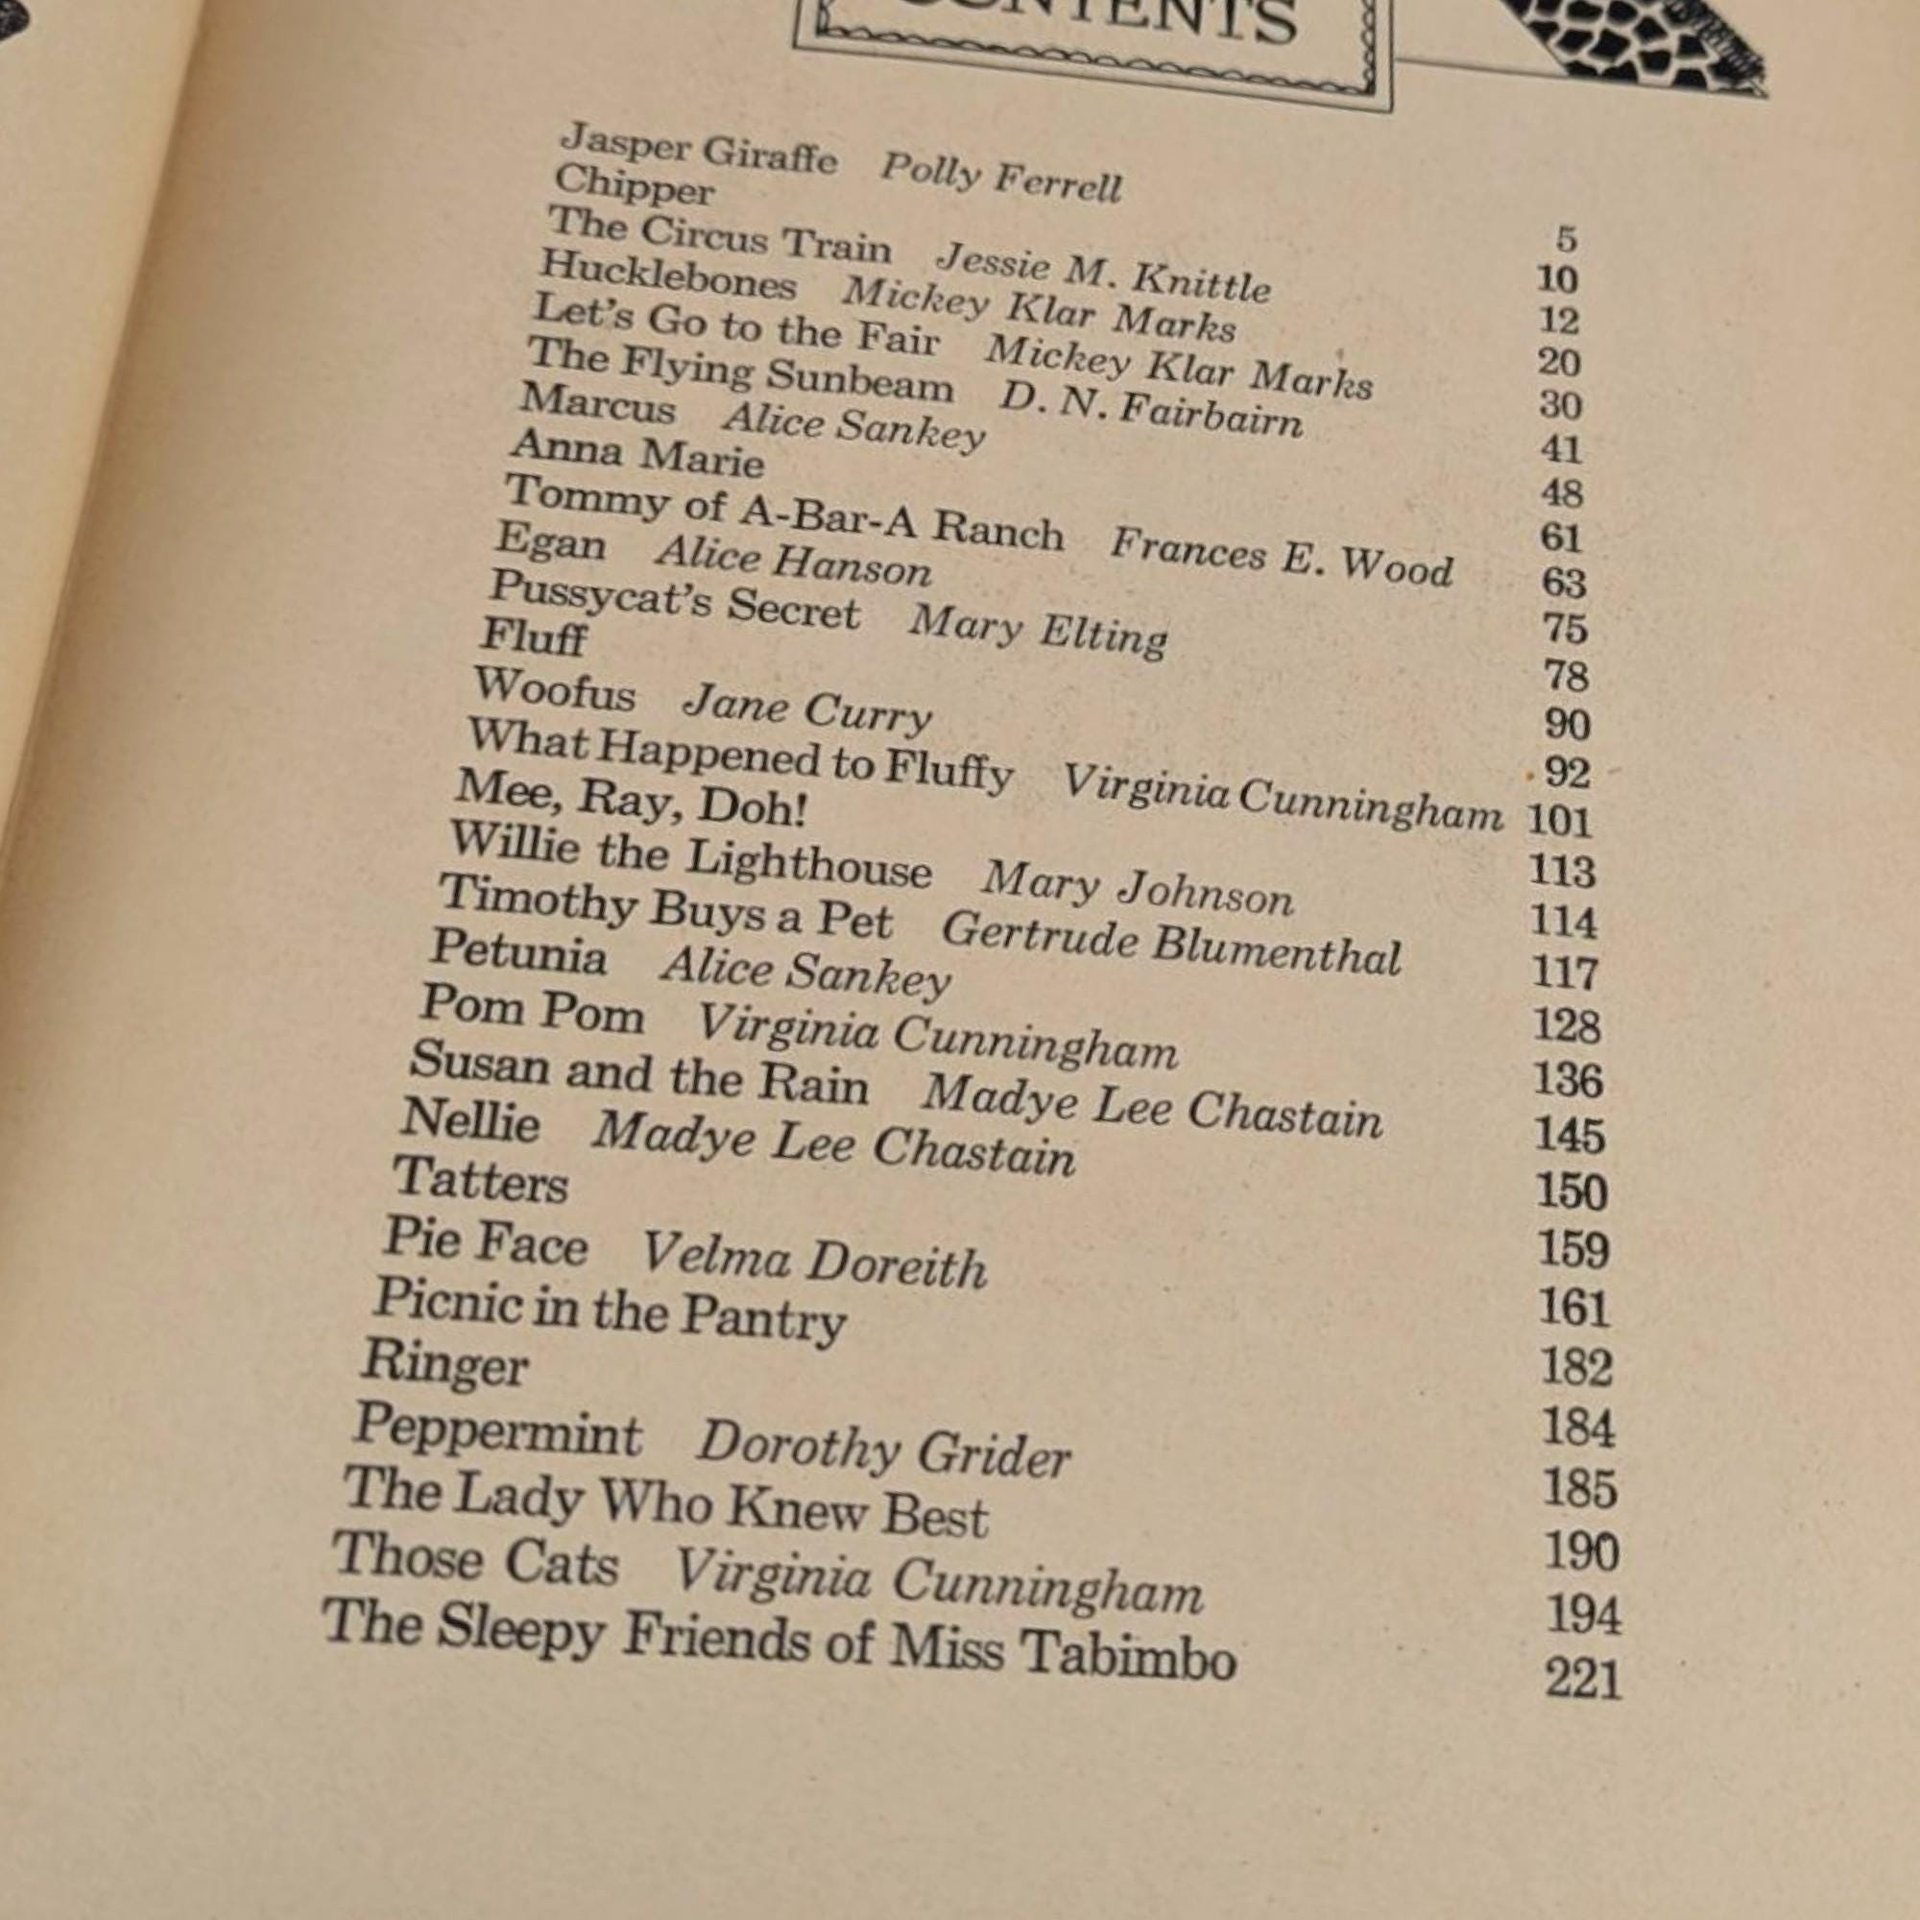 CONTENTS
Jasper Giraffe Polly Ferrell 5
Chipper 10
The Circus Train Jessie M. Knittle 12
Hucklebones Mickey Klar Marks 20
Let's Go to the Fair Mickey Klar Marks 30
The Flying Sunbeam D. N. Fairbairn 41
Marcus Alice Sankey 48
Anna Marie 61
Tommy of A-Bar-A Ranch Frances E. Wood 63
Egan Alice Hanson 75
Pussycat's Secret Mary Elting 78
Fluff 90
Woofus Jane Curry 92
What Happened to Fluffy Virginia Cunningham 101
Mee, Ray, Doh! 113
Willie the Lighthouse Mary Johnson 114
Timothy Buys a Pet Gertrude Blumenthal 117
Petunia Alice Sankey 128
Pom Pom Virginia Cunningham 136
Susan and the Rain Madye Lee Chastain 145
Nellie Madye Lee Chastain 150
Tatters 159
Pie Face Velma Doreith 161
Picnic in the Pantry 182
Ringer 184
Peppermint Dorothy Grider 185
The Lady Who Knew Best 190
Those Cats Virginia Cunningham 194
The Sleepy Friends of Miss Tabimbo 221